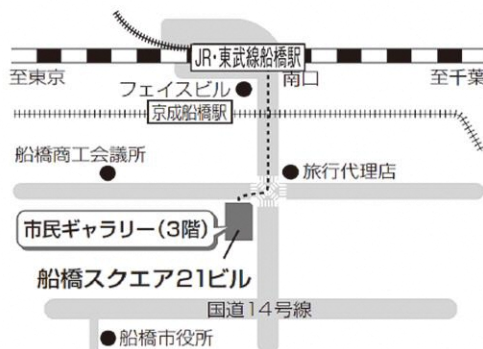 JR・東武線船橋駅
至東京
南口
至千葉
フェイスビル
京成船橋駅
船橋商工会議所
旅行代理店
市民ギャラリー(3階)
船橋スクエア21ビル
国道14号線
船橋市役所